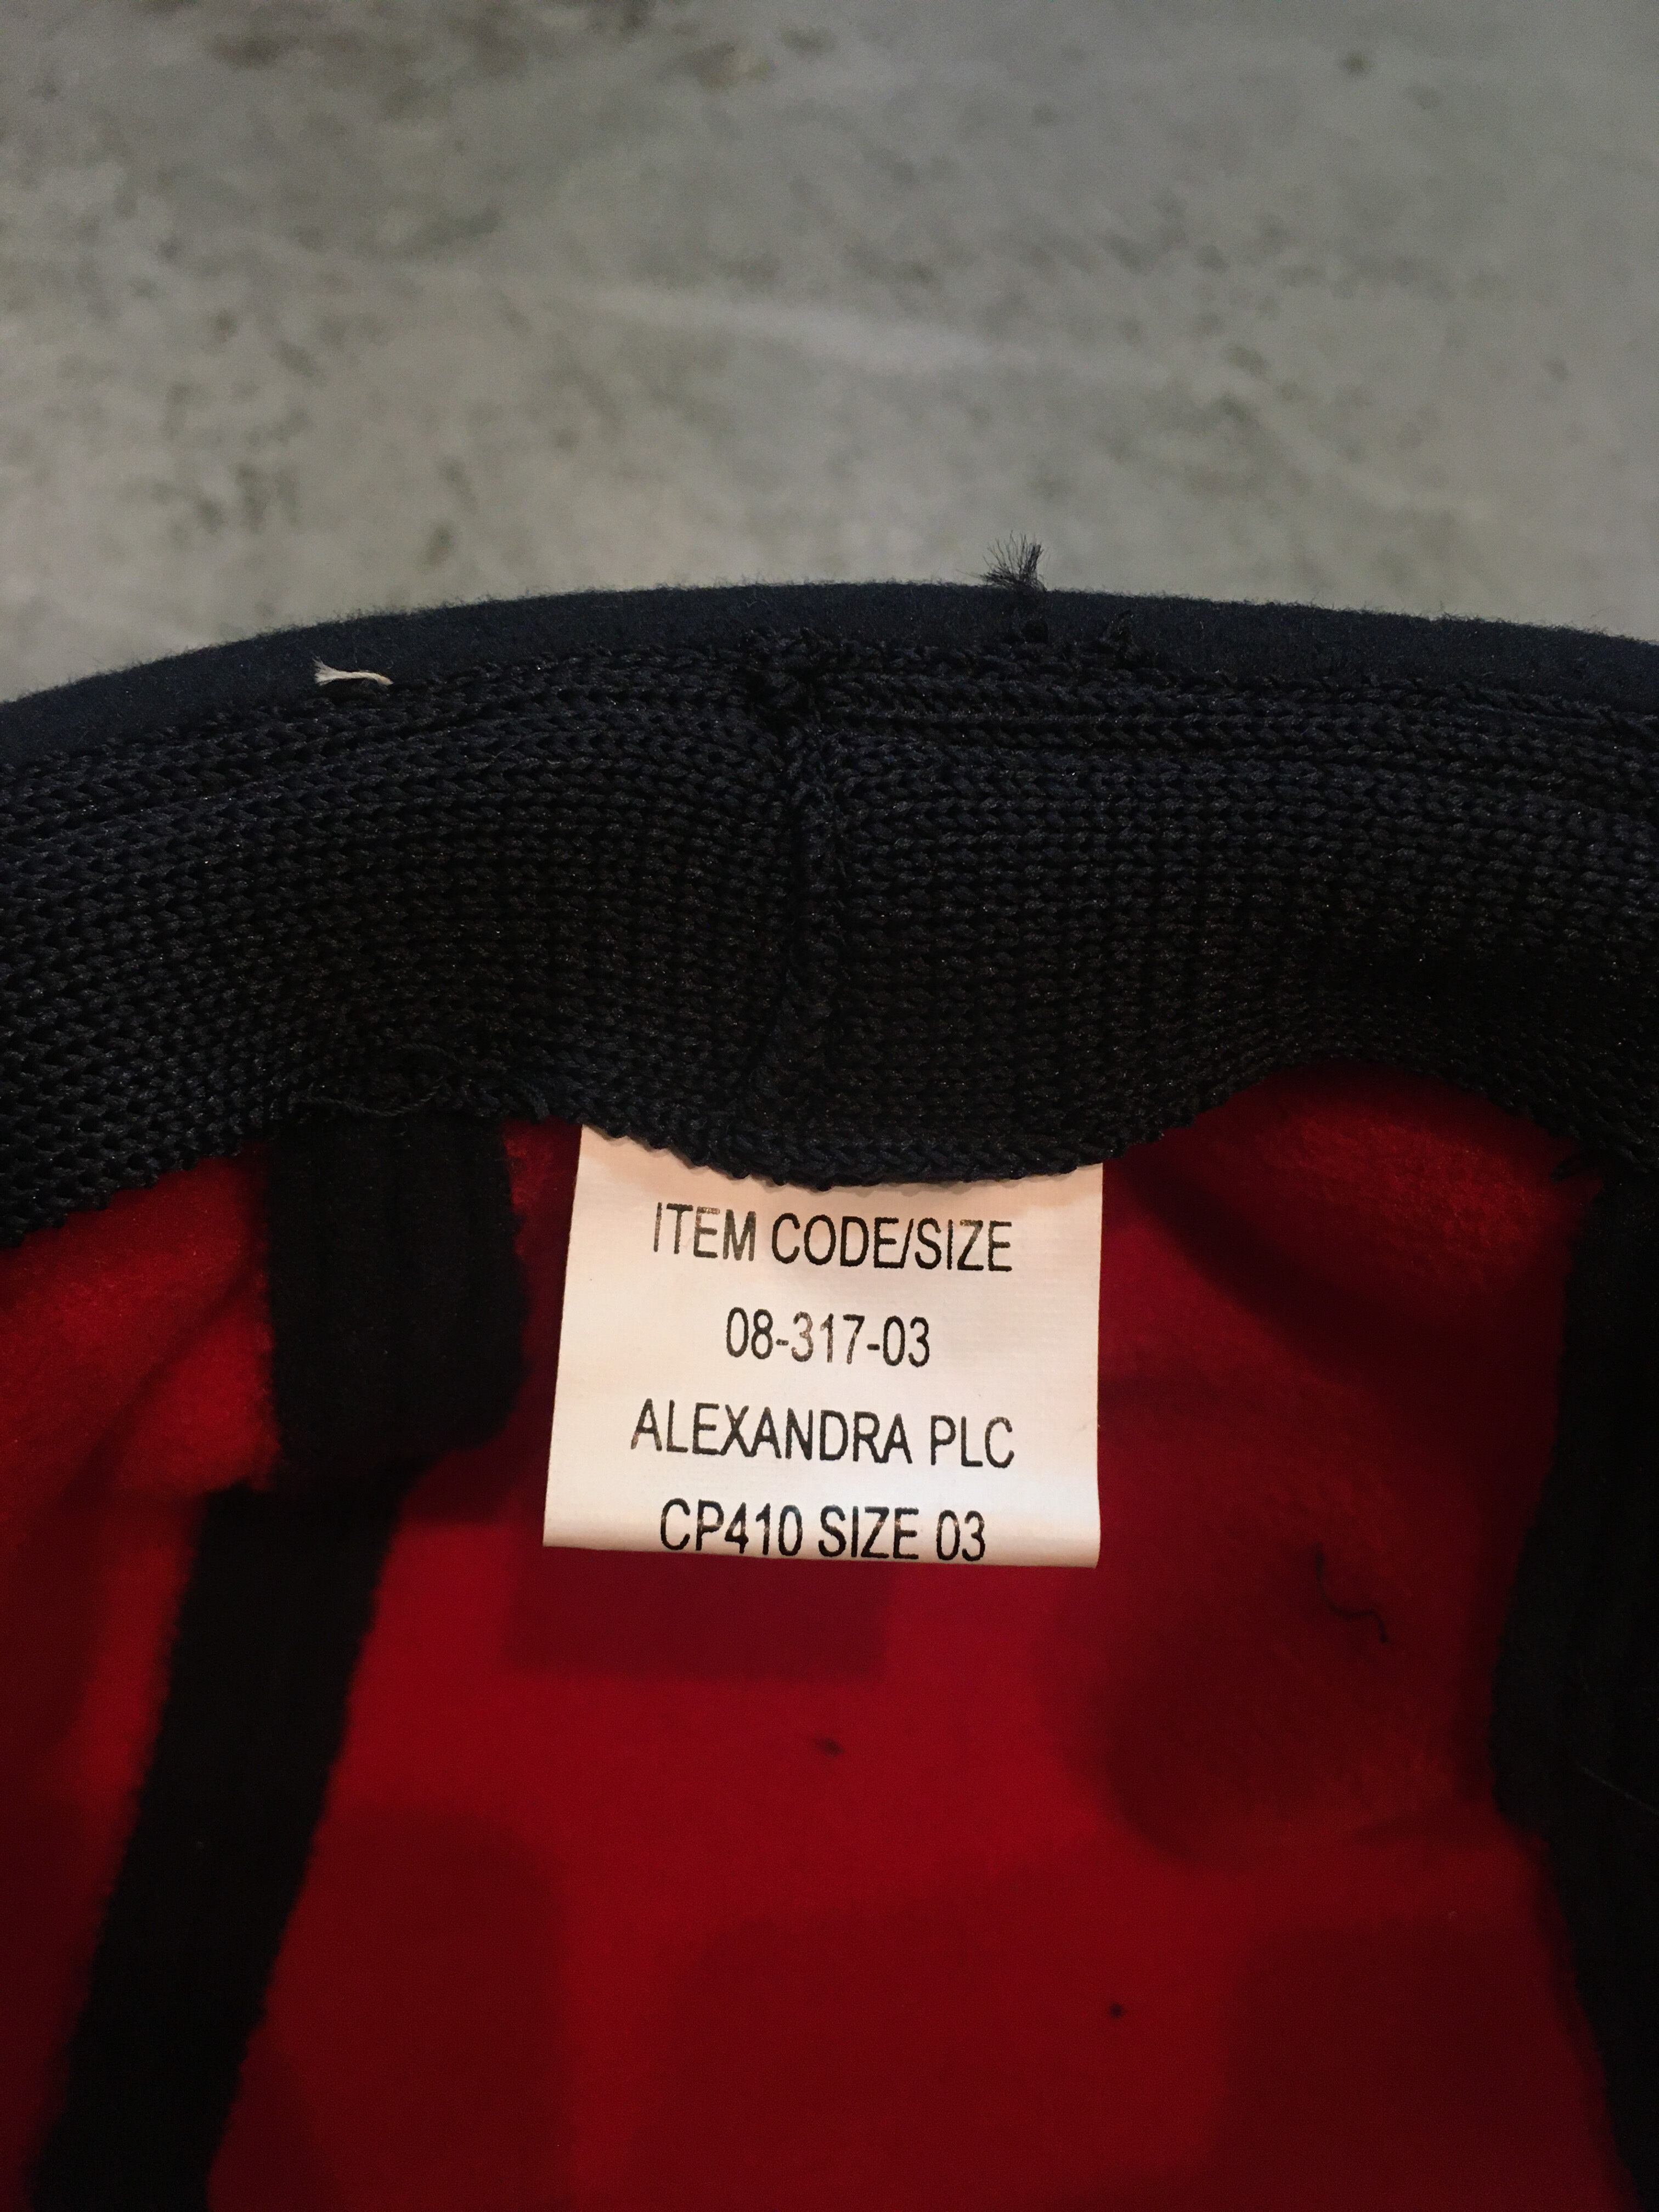 ITEM CODE/SIZE
08-317-03
ALEXANDRA PLC
CP410 SIZE 03